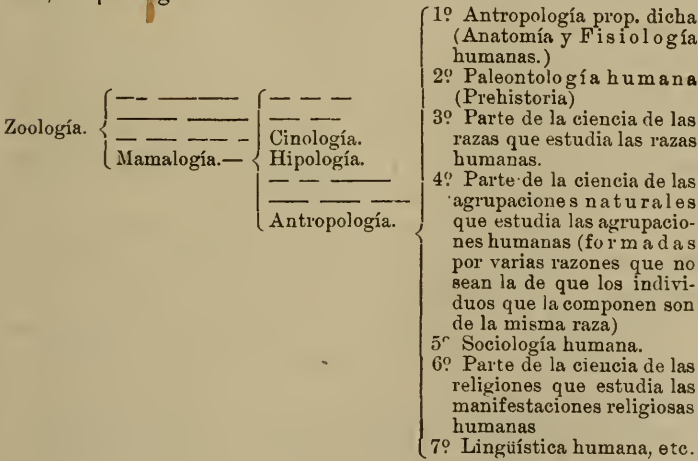 1º Antropología prop. dicha
(Anatomía y Fisiología
humanas.)
2º Paleontología humana
(Prehistoria)
3º Parte de la ciencia de las
razas que estudia las razas
humanas.
4º Parte de la ciencia de las
agrupaciones naturales
que estudia las agrupacio-
nes humanas (formadas
por varias razones que no
sean la de que los indivi-
duos que la componen son
de la misma raza)
5º Sociología humana.
6º Parte de la ciencia de las
religiones que estudia las
manifestaciones religiosas
humanas
7º Lingüística humana, etc.
Zoología.
Mamalogía.—
Cinología.
Hipología.
Antropología.